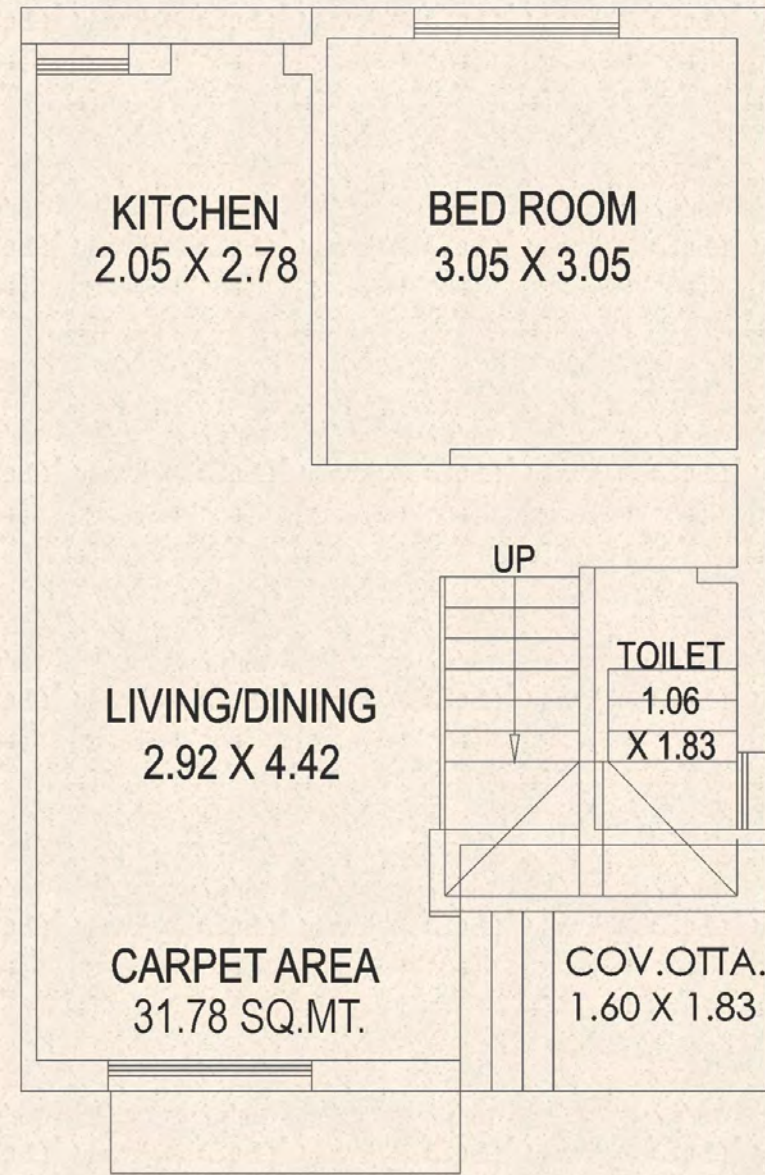 KITCHEN
2.05 X 2.78
BED ROOM
3.05 X 3.05
UP
TOILET
1.06
X 1.83
LIVING/DINING
2.92 X 4.42
CARPET AREA
31.78 SQ.MT.
COV.OTTA.
1.60 X 1.83